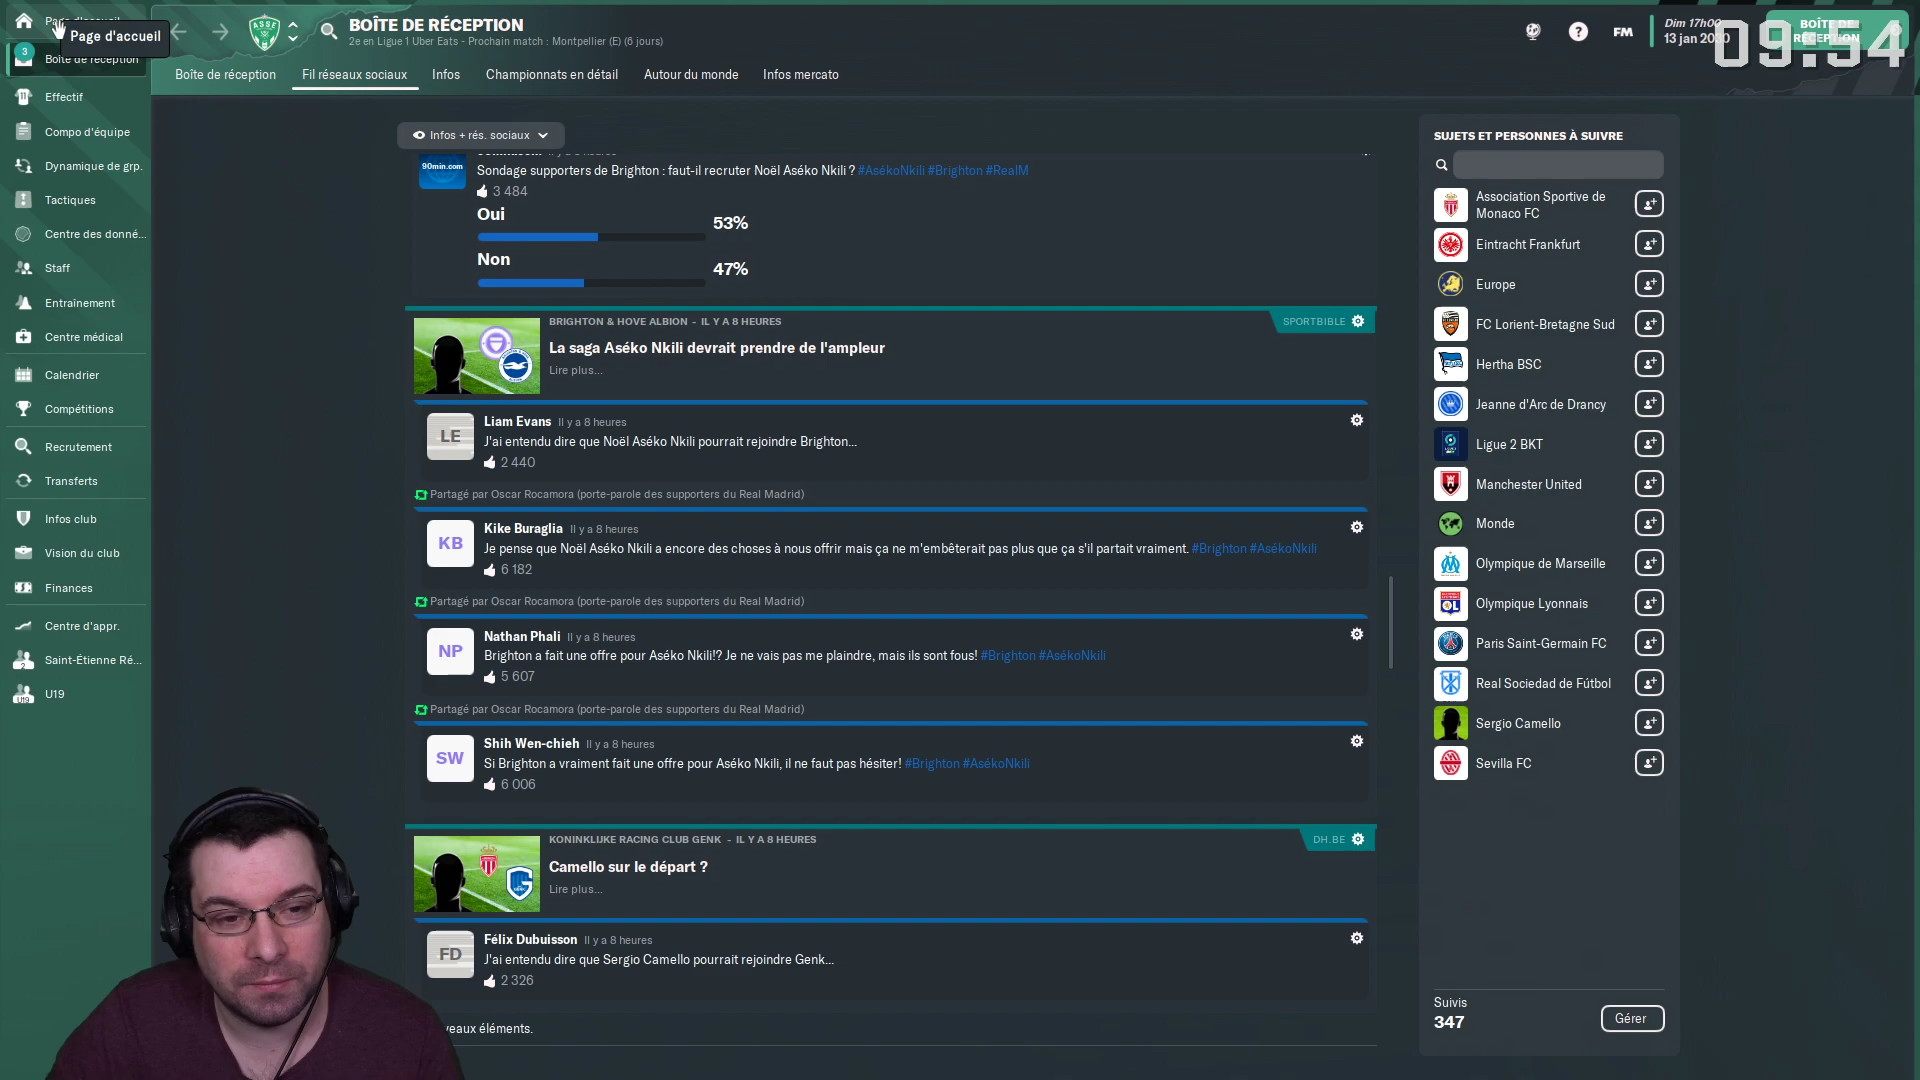 Page d'accueil
3
Boîte de réception
Effectif
Compo d'équipe
Dynamique de grp.
Tactiques
Centre des donné...
Staff
Entraînement
Centre médical
Calendrier
Compétitions
Recrutement
Transferts
Infos club
Vision du club
Finances
Centre d'appr.
Saint-Étienne Ré...
U19
ASSE
BOÎTE DE RÉCEPTION
2e en Ligue 1 Uber Eats - Prochain match : Montpellier (E) (6 jours)
FM
Dim 17h00
13 jan 2030
BOÎTE DE
RÉCEPTION
09:54
Boîte de réception
Fil réseaux sociaux
Infos
Championnats en détail
Autour du monde
Infos mercato
Infos + rés. sociaux
90min.com
Sondage supporters de Brighton : faut-il recruter Noël Aséko Nkili ? #AsékoNkili #Brighton #RealM
3 484
Oui
53%
Non
47%
BRIGHTON & HOVE ALBION - IL Y A 8 HEURES
SPORTBIBLE
La saga Aséko Nkili devrait prendre de l'ampleur
Lire plus...
LE
Liam Evans Il y a 8 heures
J'ai entendu dire que Noël Aséko Nkili pourrait rejoindre Brighton...
2 440
Partagé par Oscar Rocamora (porte-parole des supporters du Real Madrid)
KB
Kike Buraglia Il y a 8 heures
Je pense que Noël Aséko Nkili a encore des choses à nous offrir mais ça ne m'embêterait pas plus que ça s'il partait vraiment. #Brighton #AsékoNkili
6 182
Partagé par Oscar Rocamora (porte-parole des supporters du Real Madrid)
NP
Nathan Phali Il y a 8 heures
Brighton a fait une offre pour Aséko Nkili!? Je ne vais pas me plaindre, mais ils sont fous! #Brighton #AsékoNkili
5 607
Partagé par Oscar Rocamora (porte-parole des supporters du Real Madrid)
SW
Shih Wen-chieh Il y a 8 heures
Si Brighton a vraiment fait une offre pour Aséko Nkili, il ne faut pas hésiter! #Brighton #AsékoNkili
6 006
KONINKLIJKE RACING CLUB GENK - IL Y A 8 HEURES
DH.BE
Camello sur le départ ?
Lire plus...
FD
Félix Dubuisson Il y a 8 heures
J'ai entendu dire que Sergio Camello pourrait rejoindre Genk...
2 326
veaux éléments.
SUJETS ET PERSONNES À SUIVRE
Association Sportive de
Monaco FC
Eintracht Frankfurt
Europe
FC Lorient-Bretagne Sud
Hertha BSC
Jeanne d'Arc de Drancy
Ligue 2 BKT
Manchester United
Monde
Olympique de Marseille
Olympique Lyonnais
Paris Saint-Germain FC
Real Sociedad de Fútbol
Sergio Camello
Sevilla FC
Suivis
347
Gérer